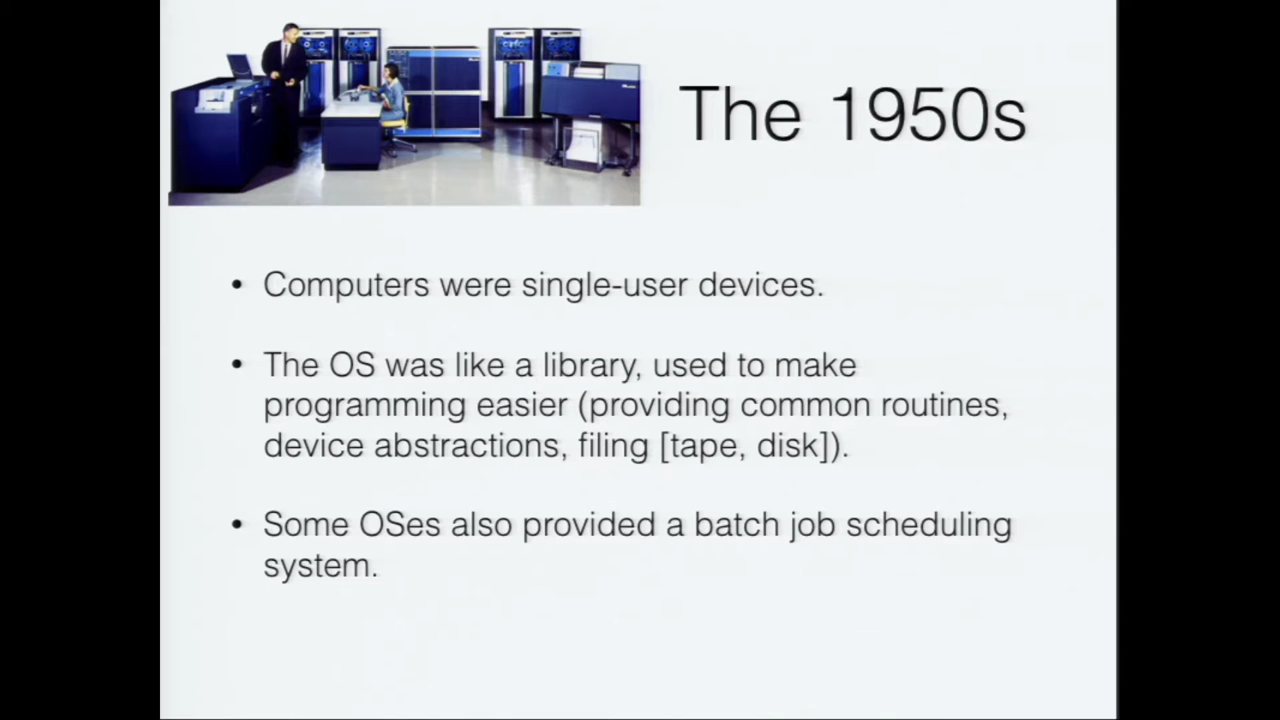 The 1950s
• Computers were single-user devices.
• The OS was like a library, used to make
programming easier (providing common routines,
device abstractions, filing [tape, disk]).
• Some OSes also provided a batch job scheduling
system.